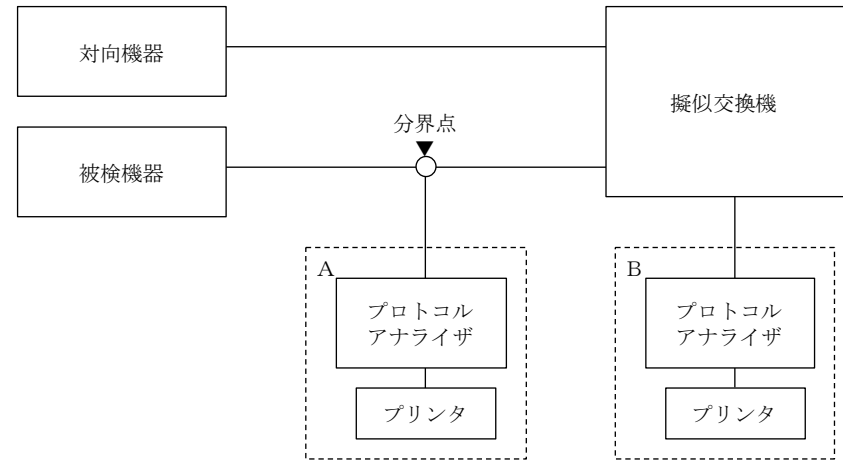 対向機器
擬似交換機
分界点
被検機器
A
プロトコル
アナライザ
プリンタ
B
プロトコル
アナライザ
プリンタ